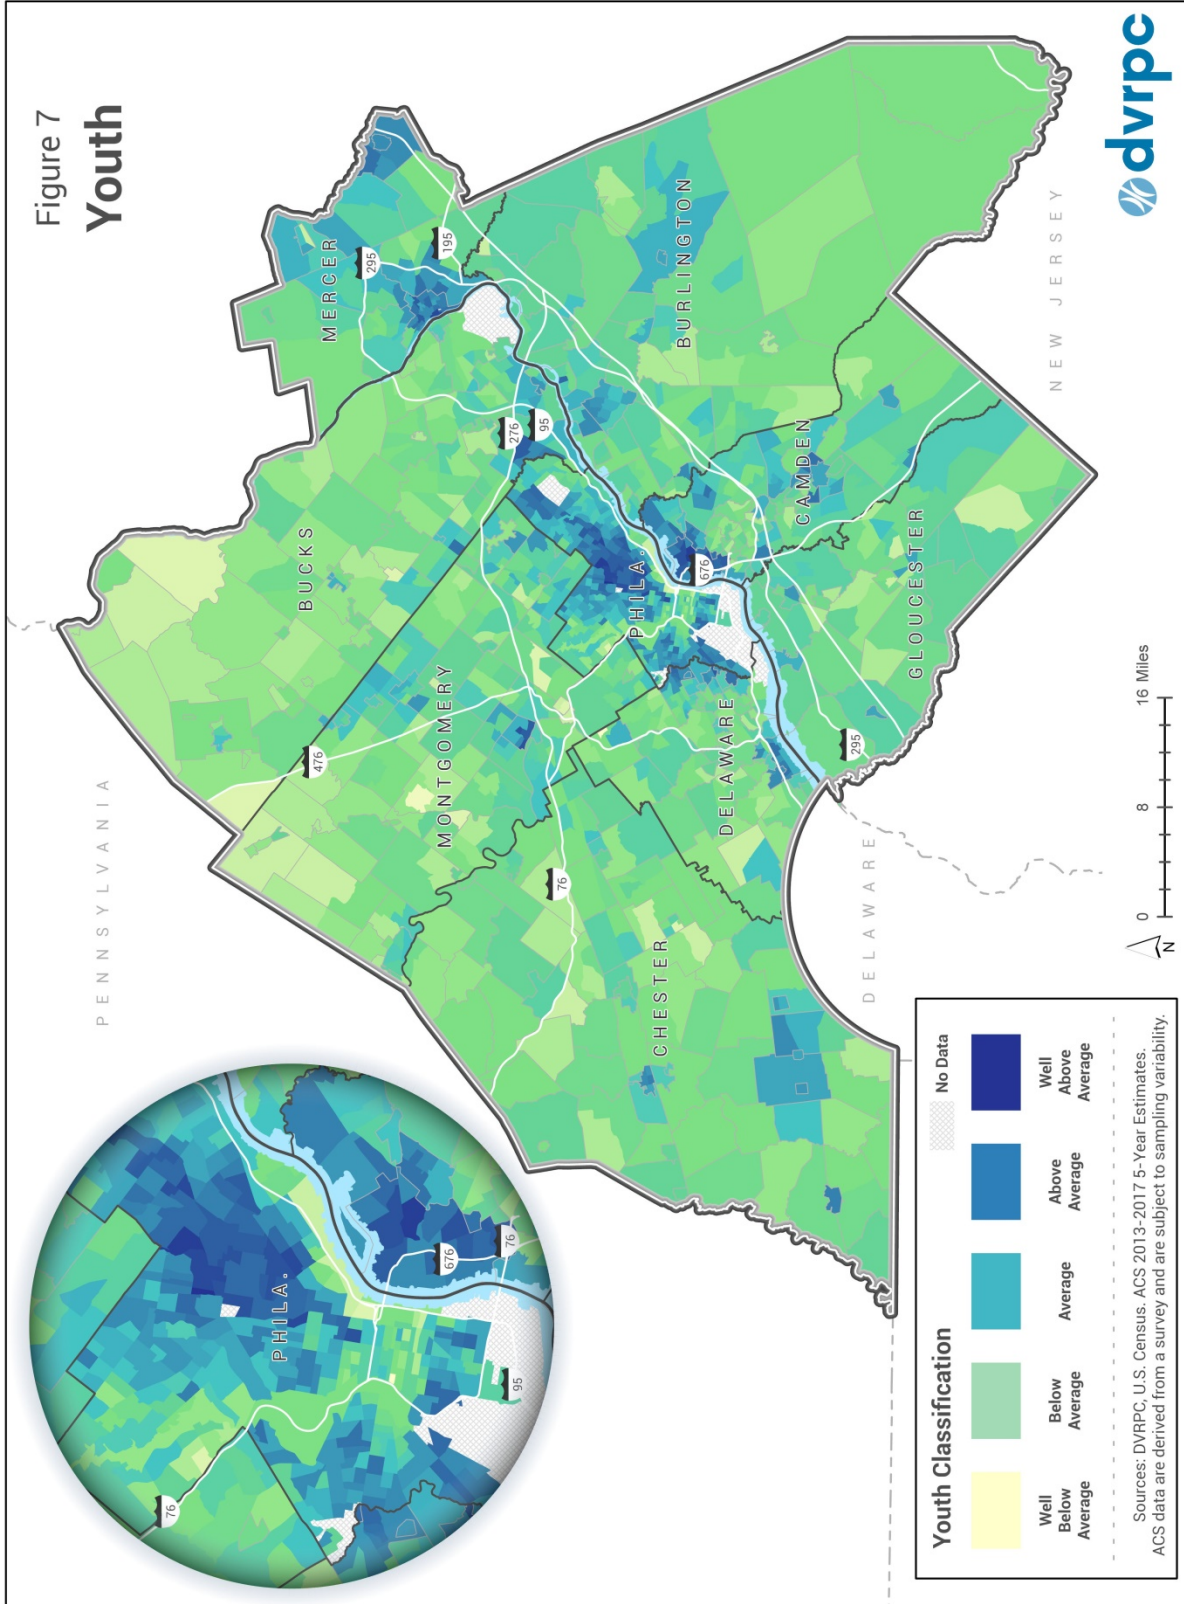 Figure 7
Youth
dvrpc
PENNSYLVANIA
NEW JERSEY
DELAWARE
BUCKS
MERCER
MONTGOMERY
BURLINGTON
PHILA.
CAMDEN
GLOUCESTER
DELAWARE
CHESTER
476
276
95
295
195
676
76
295
PHILA.
76
676
76
95
0 8 16 Miles
N
Youth Classification
No Data
Well
Below
Average
Below
Average
Average
Above
Average
Well
Above
Average
Sources: DVRPC, U.S. Census. ACS 2013-2017 5-Year Estimates.
ACS data are derived from a survey and are subject to sampling variability.